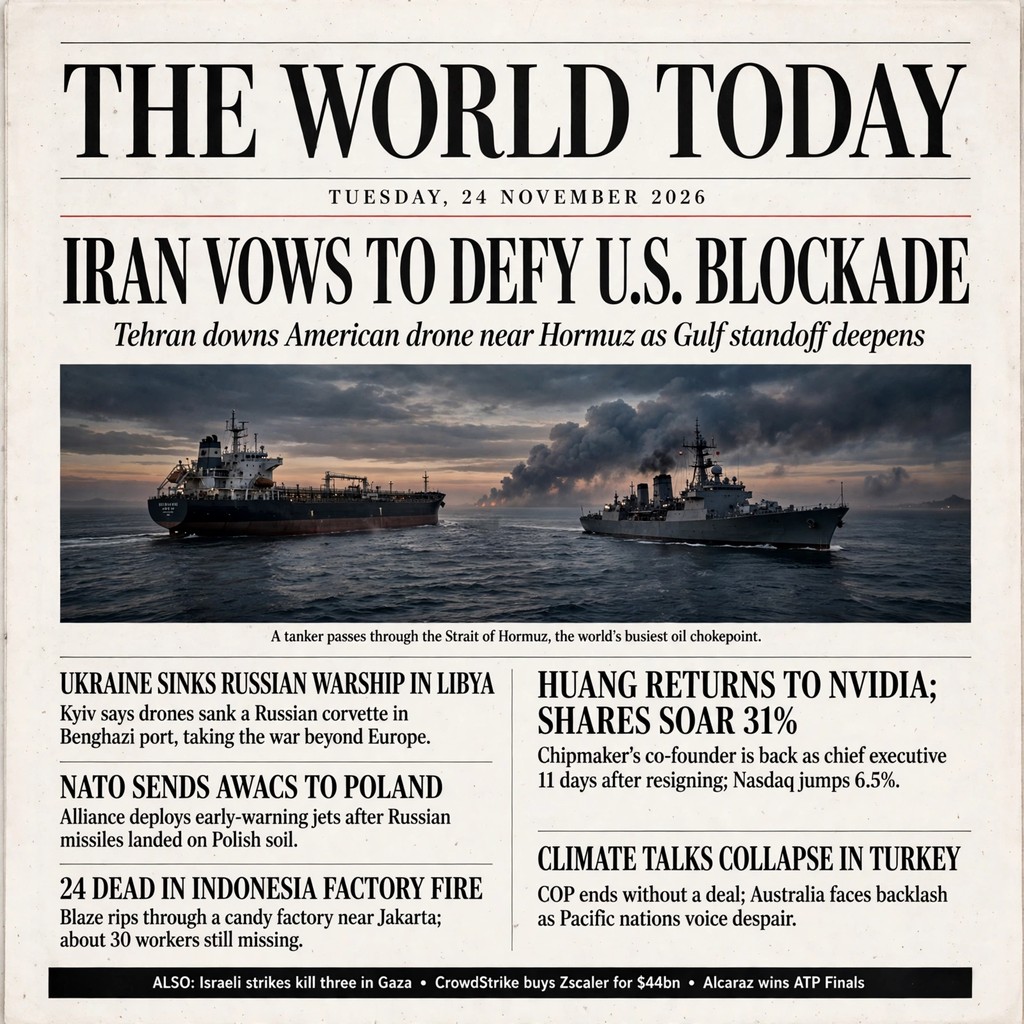 THE WORLD TODAY
TUESDAY, 24 NOVEMBER 2026
IRAN VOWS TO DEFY U.S. BLOCKADE
Tehran downs American drone near Hormuz as Gulf standoff deepens
A tanker passes through the Strait of Hormuz, the world's busiest oil chokepoint.
UKRAINE SINKS RUSSIAN WARSHIP IN LIBYA
Kyiv says drones sank a Russian corvette in
Benghazi port, taking the war beyond Europe.
NATO SENDS AWACS TO POLAND
Alliance deploys early-warning jets after Russian
missiles landed on Polish soil.
24 DEAD IN INDONESIA FACTORY FIRE
Blaze rips through a candy factory near Jakarta;
about 30 workers still missing.
HUANG RETURNS TO NVIDIA;
SHARES SOAR 31%
Chipmaker's co-founder is back as chief executive
11 days after resigning; Nasdaq jumps 6.5%.
CLIMATE TALKS COLLAPSE IN TURKEY
COP ends without a deal; Australia faces backlash
as Pacific nations voice despair.
ALSO: Israeli strikes kill three in Gaza • CrowdStrike buys Zscaler for $44bn • Alcaraz wins ATP Finals